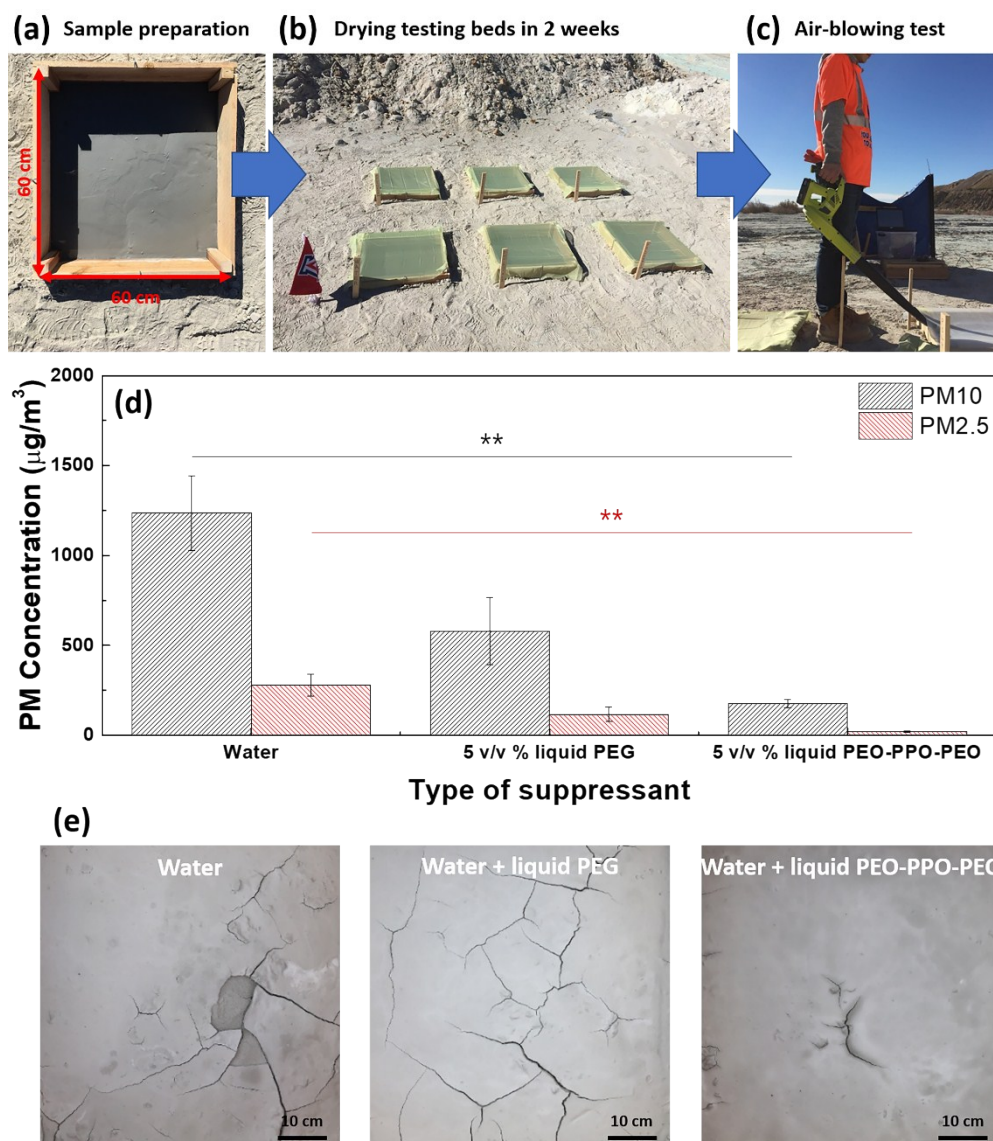 (a) Sample preparation
(b) Drying testing beds in 2 weeks
(c) Air-blowing test
60 cm
60 cm
(d)
PM10
PM2.5
**
**
2000
1500
1000
500
0
PM Concentration (μg/m³)
Water
5 v/v % liquid PEG
5 v/v % liquid PEO-PPO-PEO
Type of suppressant
(e)
Water
Water + liquid PEG
Water + liquid PEO-PPO-PEO
10 cm
10 cm
10 cm